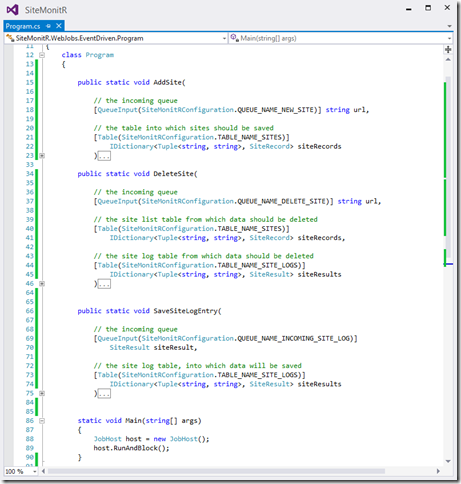 SiteMonitR
Program.cs
SiteMonitR.WebJobs.EventDriven.Program
Main(string[] args)
11 {
12 class Program
13 {
14
15 public static void AddSite(
16
17 // the incoming queue
18 [QueueInput(SiteMonitRConfiguration.QUEUE_NAME_NEW_SITE)] string url,
19
20 // the table into which sites should be saved
21 [Table(SiteMonitRConfiguration.TABLE_NAME_SITES)]
22 IDictionary<Tuple<string, string>, SiteRecord> siteRecords
23 )...
33
34 public static void DeleteSite(
35
36 // the incoming queue
37 [QueueInput(SiteMonitRConfiguration.QUEUE_NAME_DELETE_SITE)] string url,
38
39 // the site list table from which data should be deleted
40 [Table(SiteMonitRConfiguration.TABLE_NAME_SITES)]
41 IDictionary<Tuple<string, string>, SiteRecord> siteRecords,
42
43 // the site log table from which data should be deleted
44 [Table(SiteMonitRConfiguration.TABLE_NAME_SITE_LOGS)]
45 IDictionary<Tuple<string, string>, SiteResult> siteResults
46 )...
64
65
66 public static void SaveSiteLogEntry(
67
68 // the incoming queue
69 [QueueInput(SiteMonitRConfiguration.QUEUE_NAME_INCOMING_SITE_LOG)]
70 SiteResult siteResult,
71
72 // the site log table, into which data will be saved
73 [Table(SiteMonitRConfiguration.TABLE_NAME_SITE_LOGS)]
74 IDictionary<Tuple<string, string>, SiteResult> siteResults
75 )...
84
85
86 static void Main(string[] args)
87 {
88 JobHost host = new JobHost();
89 host.RunAndBlock();
90 }
91
100 %